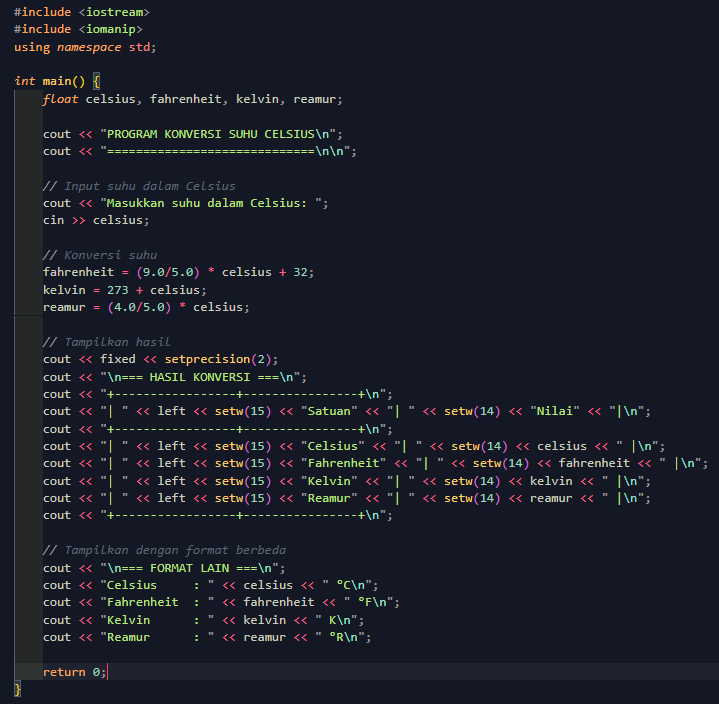 #include <iostream>
#include <iomanip>
using namespace std;

int main() {
    float celsius, fahrenheit, kelvin, reamur;

    cout << "PROGRAM KONVERSI SUHU CELSIUS\n";
    cout << "=============================\n\n";

    // Input suhu dalam Celsius
    cout << "Masukkan suhu dalam Celsius: ";
    cin >> celsius;

    // Konversi suhu
    fahrenheit = (9.0/5.0) * celsius + 32;
    kelvin = 273 + celsius;
    reamur = (4.0/5.0) * celsius;

    // Tampilkan hasil
    cout << fixed << setprecision(2);
    cout << "\n=== HASIL KONVERSI ===\n";
    cout << "+-----------------+----------------+\n";
    cout << "| " << left << setw(15) << "Satuan" << "| " << setw(14) << "Nilai" << "|\n";
    cout << "+-----------------+----------------+\n";
    cout << "| " << left << setw(15) << "Celsius" << "| " << setw(14) << celsius << " |\n";
    cout << "| " << left << setw(15) << "Fahrenheit" << "| " << setw(14) << fahrenheit << " |\n";
    cout << "| " << left << setw(15) << "Kelvin" << "| " << setw(14) << kelvin << " |\n";
    cout << "| " << left << setw(15) << "Reamur" << "| " << setw(14) << reamur << " |\n";
    cout << "+-----------------+----------------+\n";

    // Tampilkan dengan format berbeda
    cout << "\n=== FORMAT LAIN ===\n";
    cout << "Celsius     : " << celsius << " °C\n";
    cout << "Fahrenheit  : " << fahrenheit << " °F\n";
    cout << "Kelvin      : " << kelvin << " K\n";
    cout << "Reamur      : " << reamur << " °R\n";

    return 0;
}